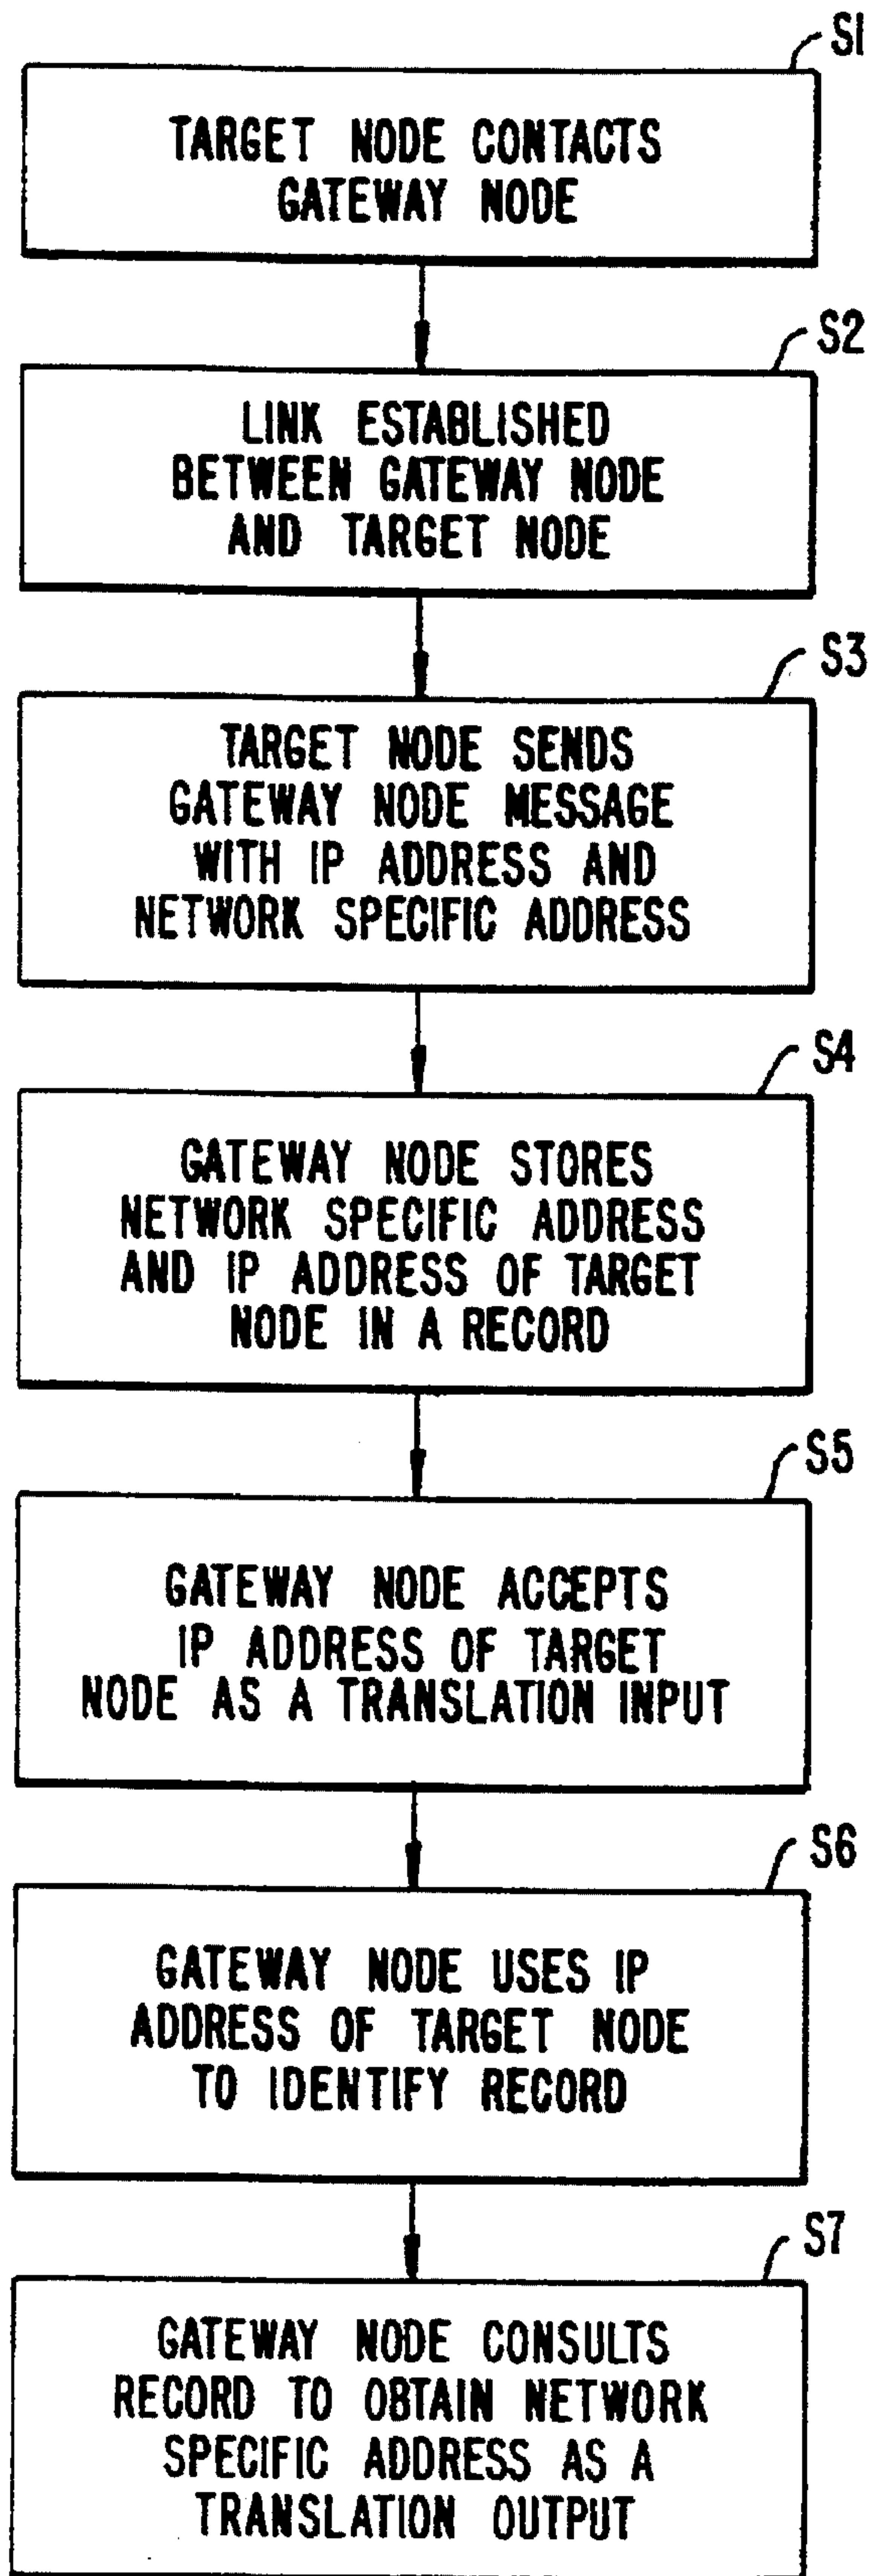 S1
TARGET NODE CONTACTS
GATEWAY NODE
S2
LINK ESTABLISHED
BETWEEN GATEWAY NODE
AND TARGET NODE
S3
TARGET NODE SENDS
GATEWAY NODE MESSAGE
WITH IP ADDRESS AND
NETWORK SPECIFIC ADDRESS
S4
GATEWAY NODE STORES
NETWORK SPECIFIC ADDRESS
AND IP ADDRESS OF TARGET
NODE IN A RECORD
S5
GATEWAY NODE ACCEPTS
IP ADDRESS OF TARGET
NODE AS A TRANSLATION INPUT
S6
GATEWAY NODE USES IP
ADDRESS OF TARGET NODE
TO IDENTIFY RECORD
S7
GATEWAY NODE CONSULTS
RECORD TO OBTAIN NETWORK
SPECIFIC ADDRESS AS A
TRANSLATION OUTPUT